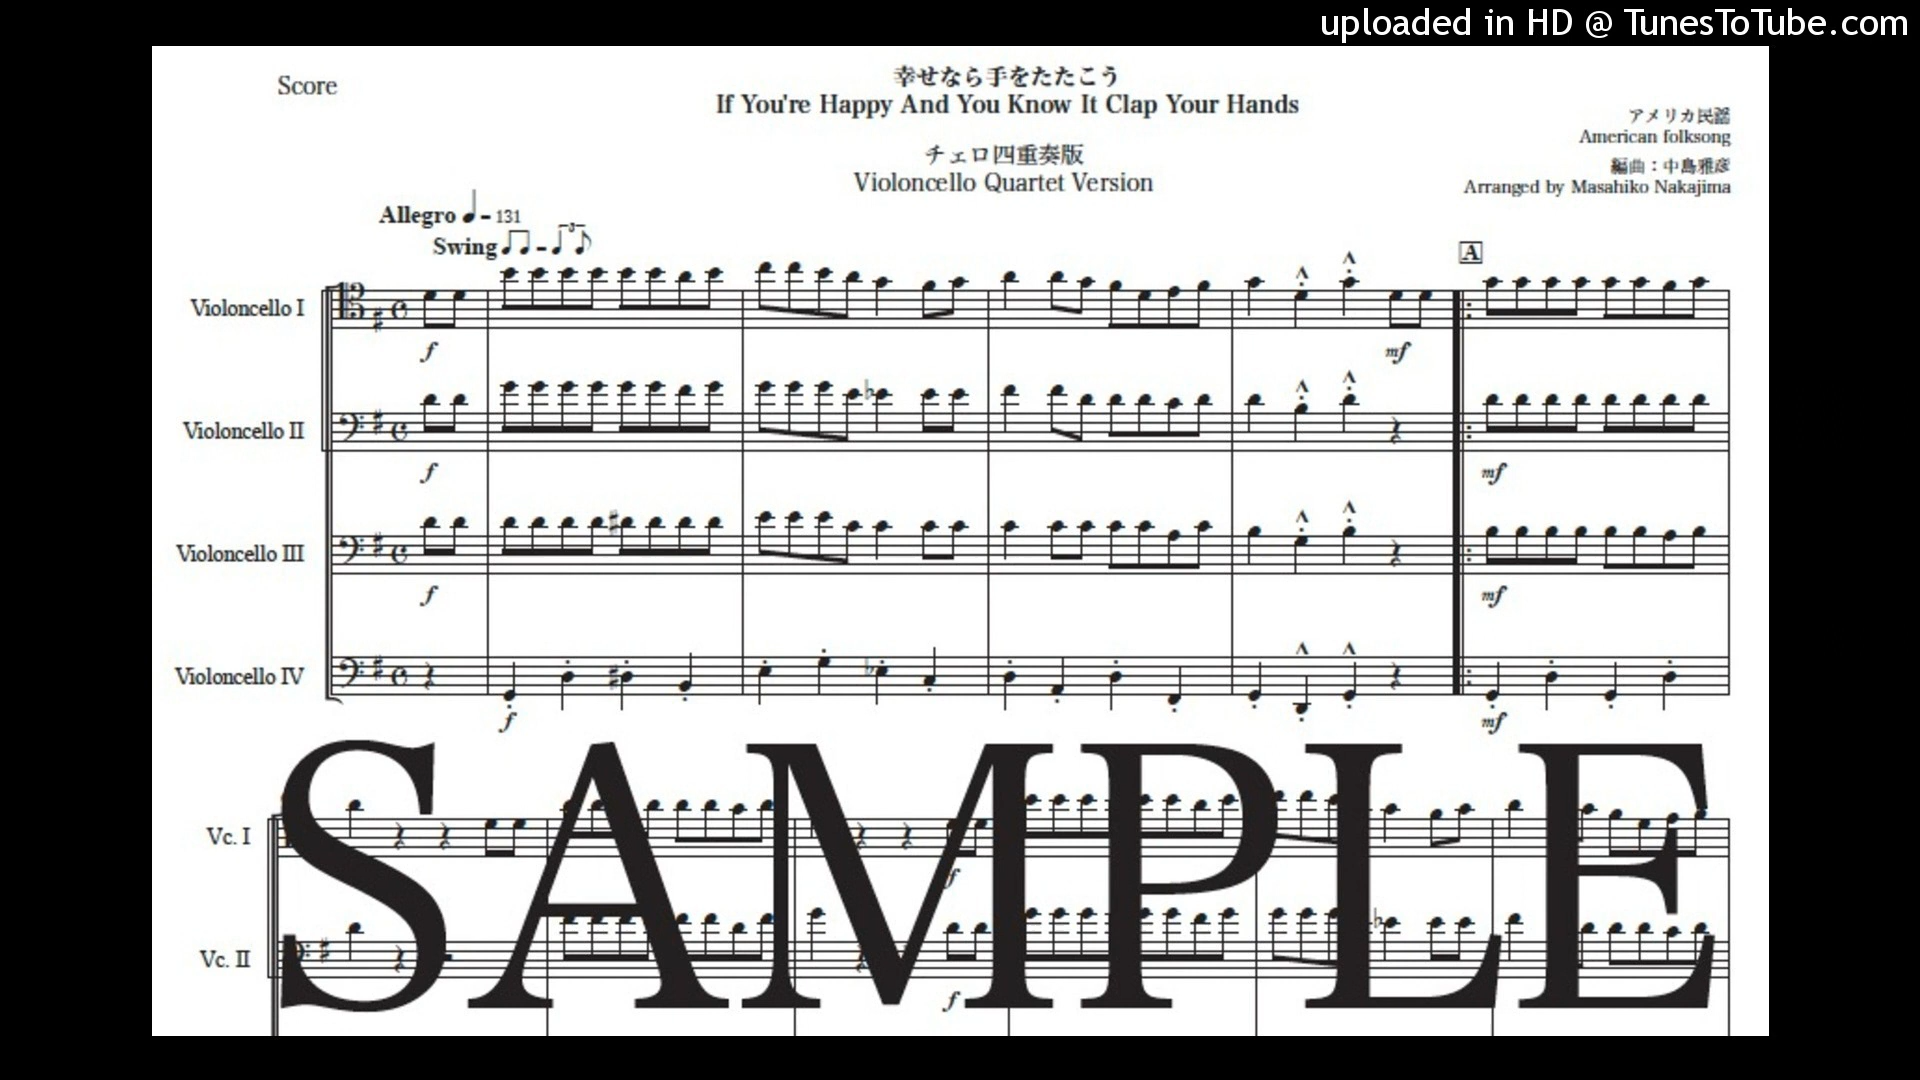 uploaded in HD @ TunesToTube.com
Score
幸せなら手をたたこう
If You're Happy And You Know It Clap Your Hands
アメリカ民謡
American folksong
チェロ四重奏版
Violoncello Quartet Version
編曲：中島雅彦
Arranged by Masahiko Nakajima
Allegro ♩= 131
Swing ♫ = ♩ ♪ 3
A
Violoncello I
f
mf
Violoncello II
f
mf
Violoncello III
f
mf
Violoncello IV
f
mf
SAMPLE
Vc. I
f
Vc. II
f